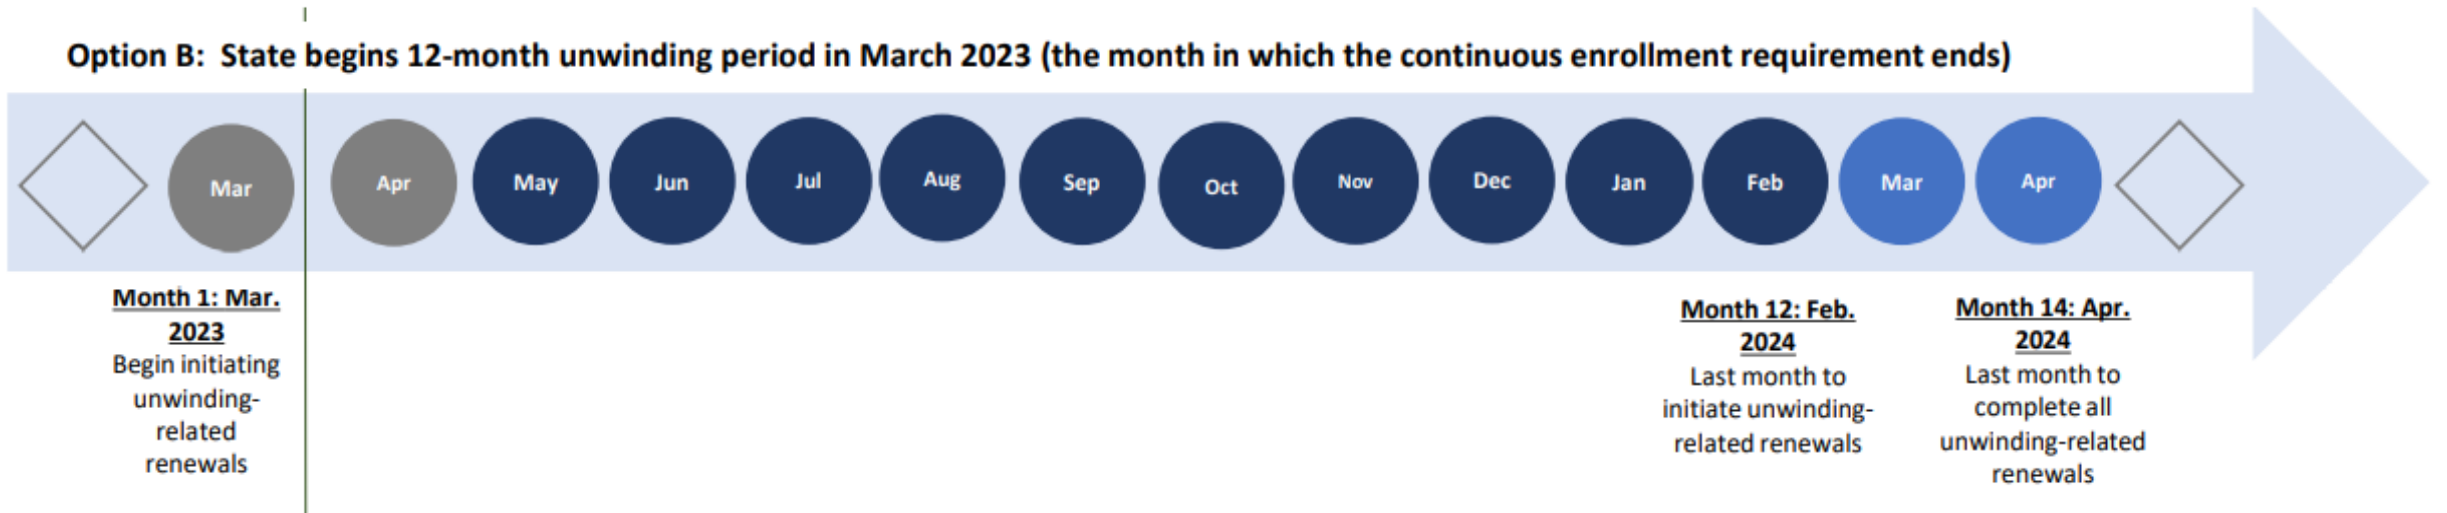 Option B: State begins 12-month unwinding period in March 2023 (the month in which the continuous enrollment requirement ends)
Mar
Apr
May
Jun
Jul
Aug
Sep
Oct
Nov
Dec
Jan
Feb
Mar
Apr
Month 1: Mar.
2023
Begin initiating
unwinding-
related
renewals
Month 12: Feb.
2024
Last month to
initiate unwinding-
related renewals
Month 14: Apr.
2024
Last month to
complete all
unwinding-related
renewals